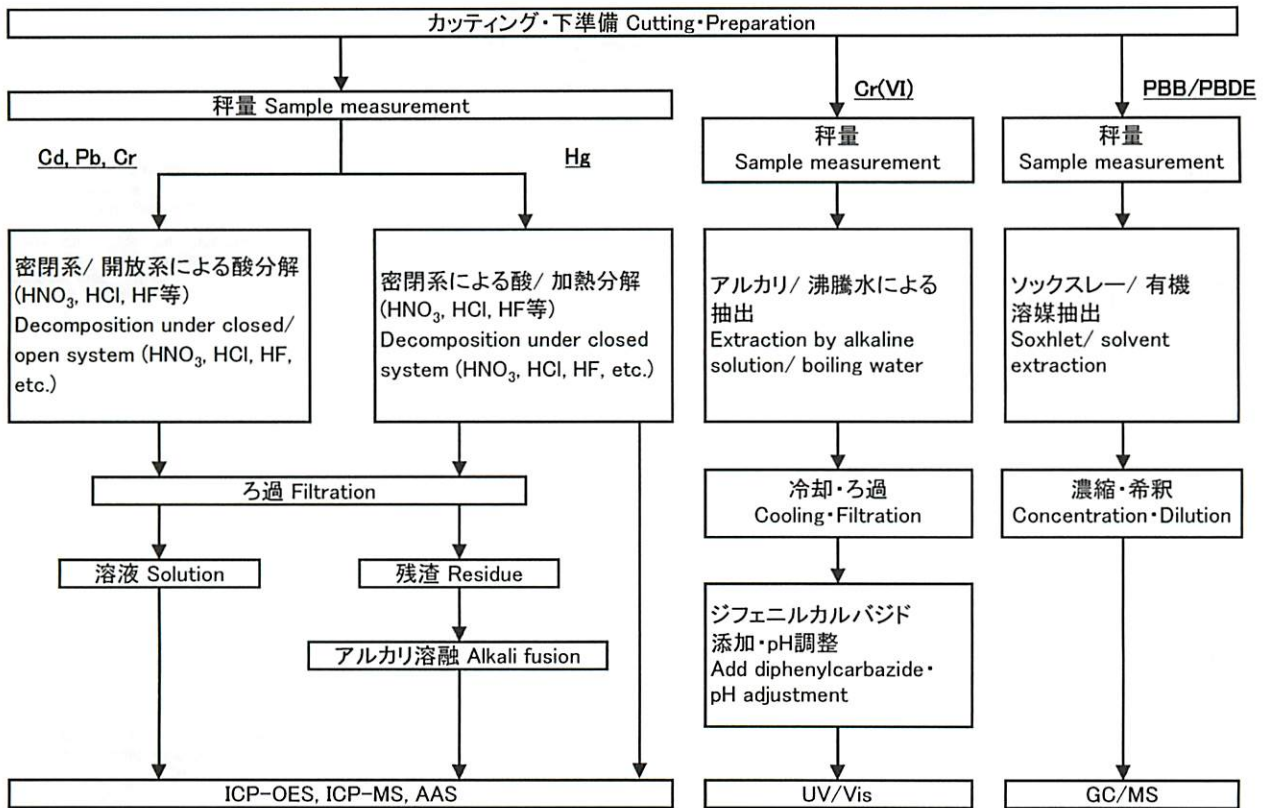 カッティング・下準備 Cutting・Preparation
秤量 Sample measurement
Cd, Pb, Cr
Hg
密閉系/ 開放系による酸分解
(HNO₃, HCl, HF等)
Decomposition under closed/
open system (HNO₃, HCl, HF,
etc.)
密閉系による酸/ 加熱分解
(HNO₃, HCl, HF等)
Decomposition under closed
system (HNO₃, HCl, HF, etc.)
ろ過 Filtration
溶液 Solution
残渣 Residue
アルカリ溶融 Alkali fusion
ICP-OES, ICP-MS, AAS
Cr(VI)
秤量
Sample measurement
アルカリ/ 沸騰水による
抽出
Extraction by alkaline
solution/ boiling water
冷却・ろ過
Cooling・Filtration
ジフェニルカルバジド
添加・pH調整
Add diphenylcarbazide・
pH adjustment
UV/Vis
PBB/PBDE
秤量
Sample measurement
ソックスレー/ 有機
溶媒抽出
Soxhlet/ solvent
extraction
濃縮・希釈
Concentration・Dilution
GC/MS